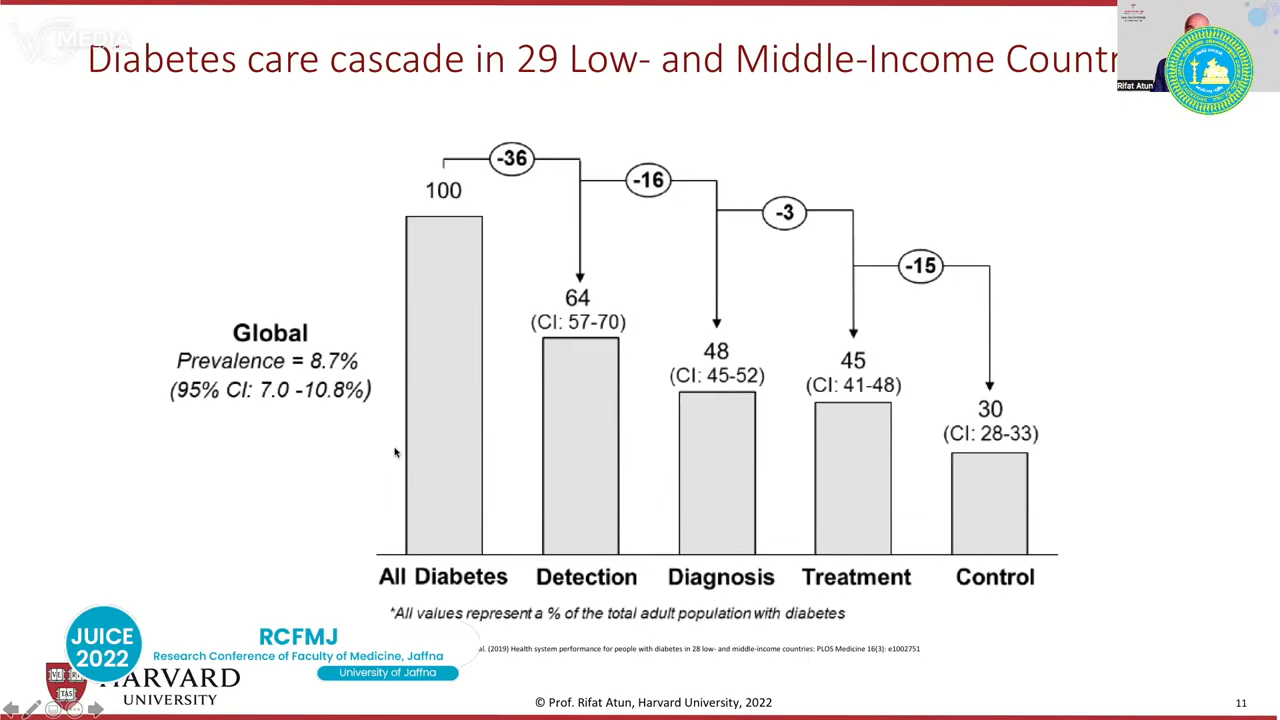 VC MEDIA
Diabetes care cascade in 29 Low- and Middle-Income Countr
Rifat Atun
-36
-16
-3
-15
100
64
(CI: 57-70)
48
(CI: 45-52)
45
(CI: 41-48)
30
(CI: 28-33)
Global
Prevalence = 8.7%
(95% CI: 7.0 -10.8%)
All Diabetes
Detection
Diagnosis
Treatment
Control
*All values represent a % of the total adult population with diabetes
al. (2019) Health system performance for people with diabetes in 28 low- and middle-income countries: PLOS Medicine 16(3): e1002751
JUICE
2022
RCFMJ
Research Conference of Faculty of Medicine, Jaffna
University of Jaffna
VE RI
TAS
HARVARD
UNIVERSITY
© Prof. Rifat Atun, Harvard University, 2022
11